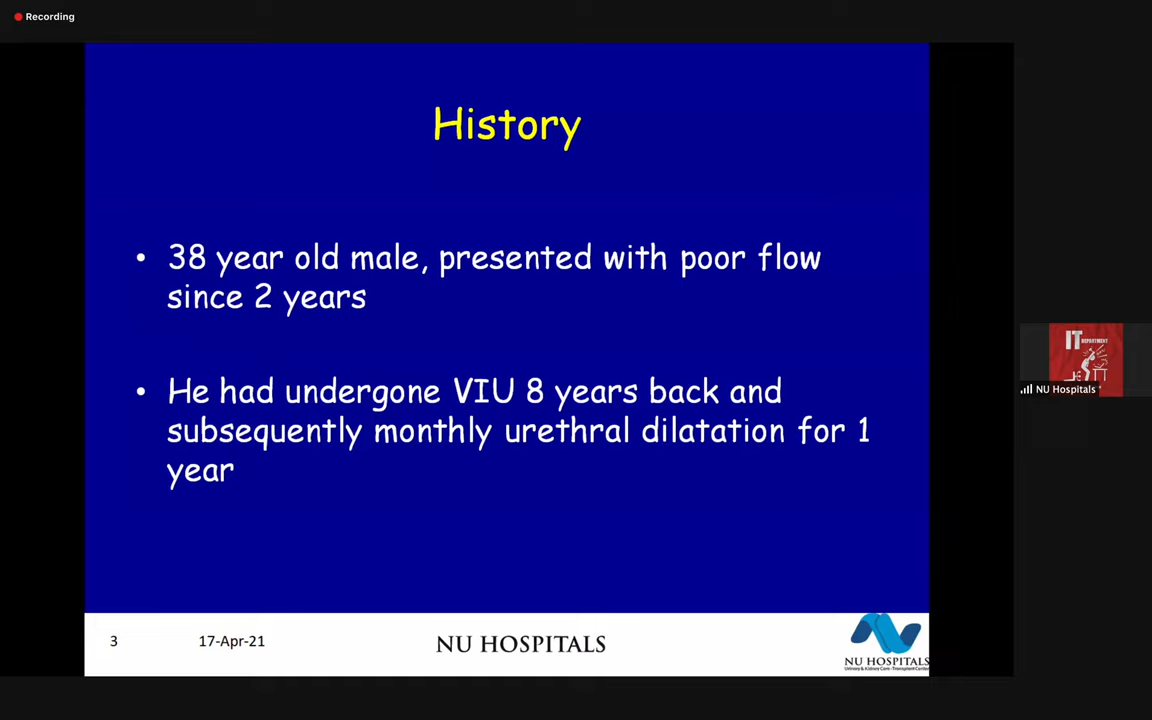 Recording
History
• 38 year old male, presented with poor flow
since 2 years
• He had undergone VIU 8 years back and
subsequently monthly urethral dilatation for 1
year
IT
DEPARTMENT
NU Hospitals
3
17-Apr-21
NU HOSPITALS
NU HOSPITALS
Urinary & Kidney Care - Transplant Center